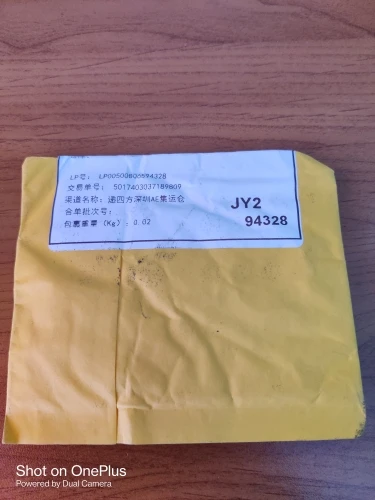 LP号: LP00500608694328
交易单号: 5017403037189809
渠道名称: 递四方深圳AE集运仓
合单批次号:
包裹重量 (Kg) : 0.02
JY2
94328
Shot on OnePlus
Powered by Dual Camera